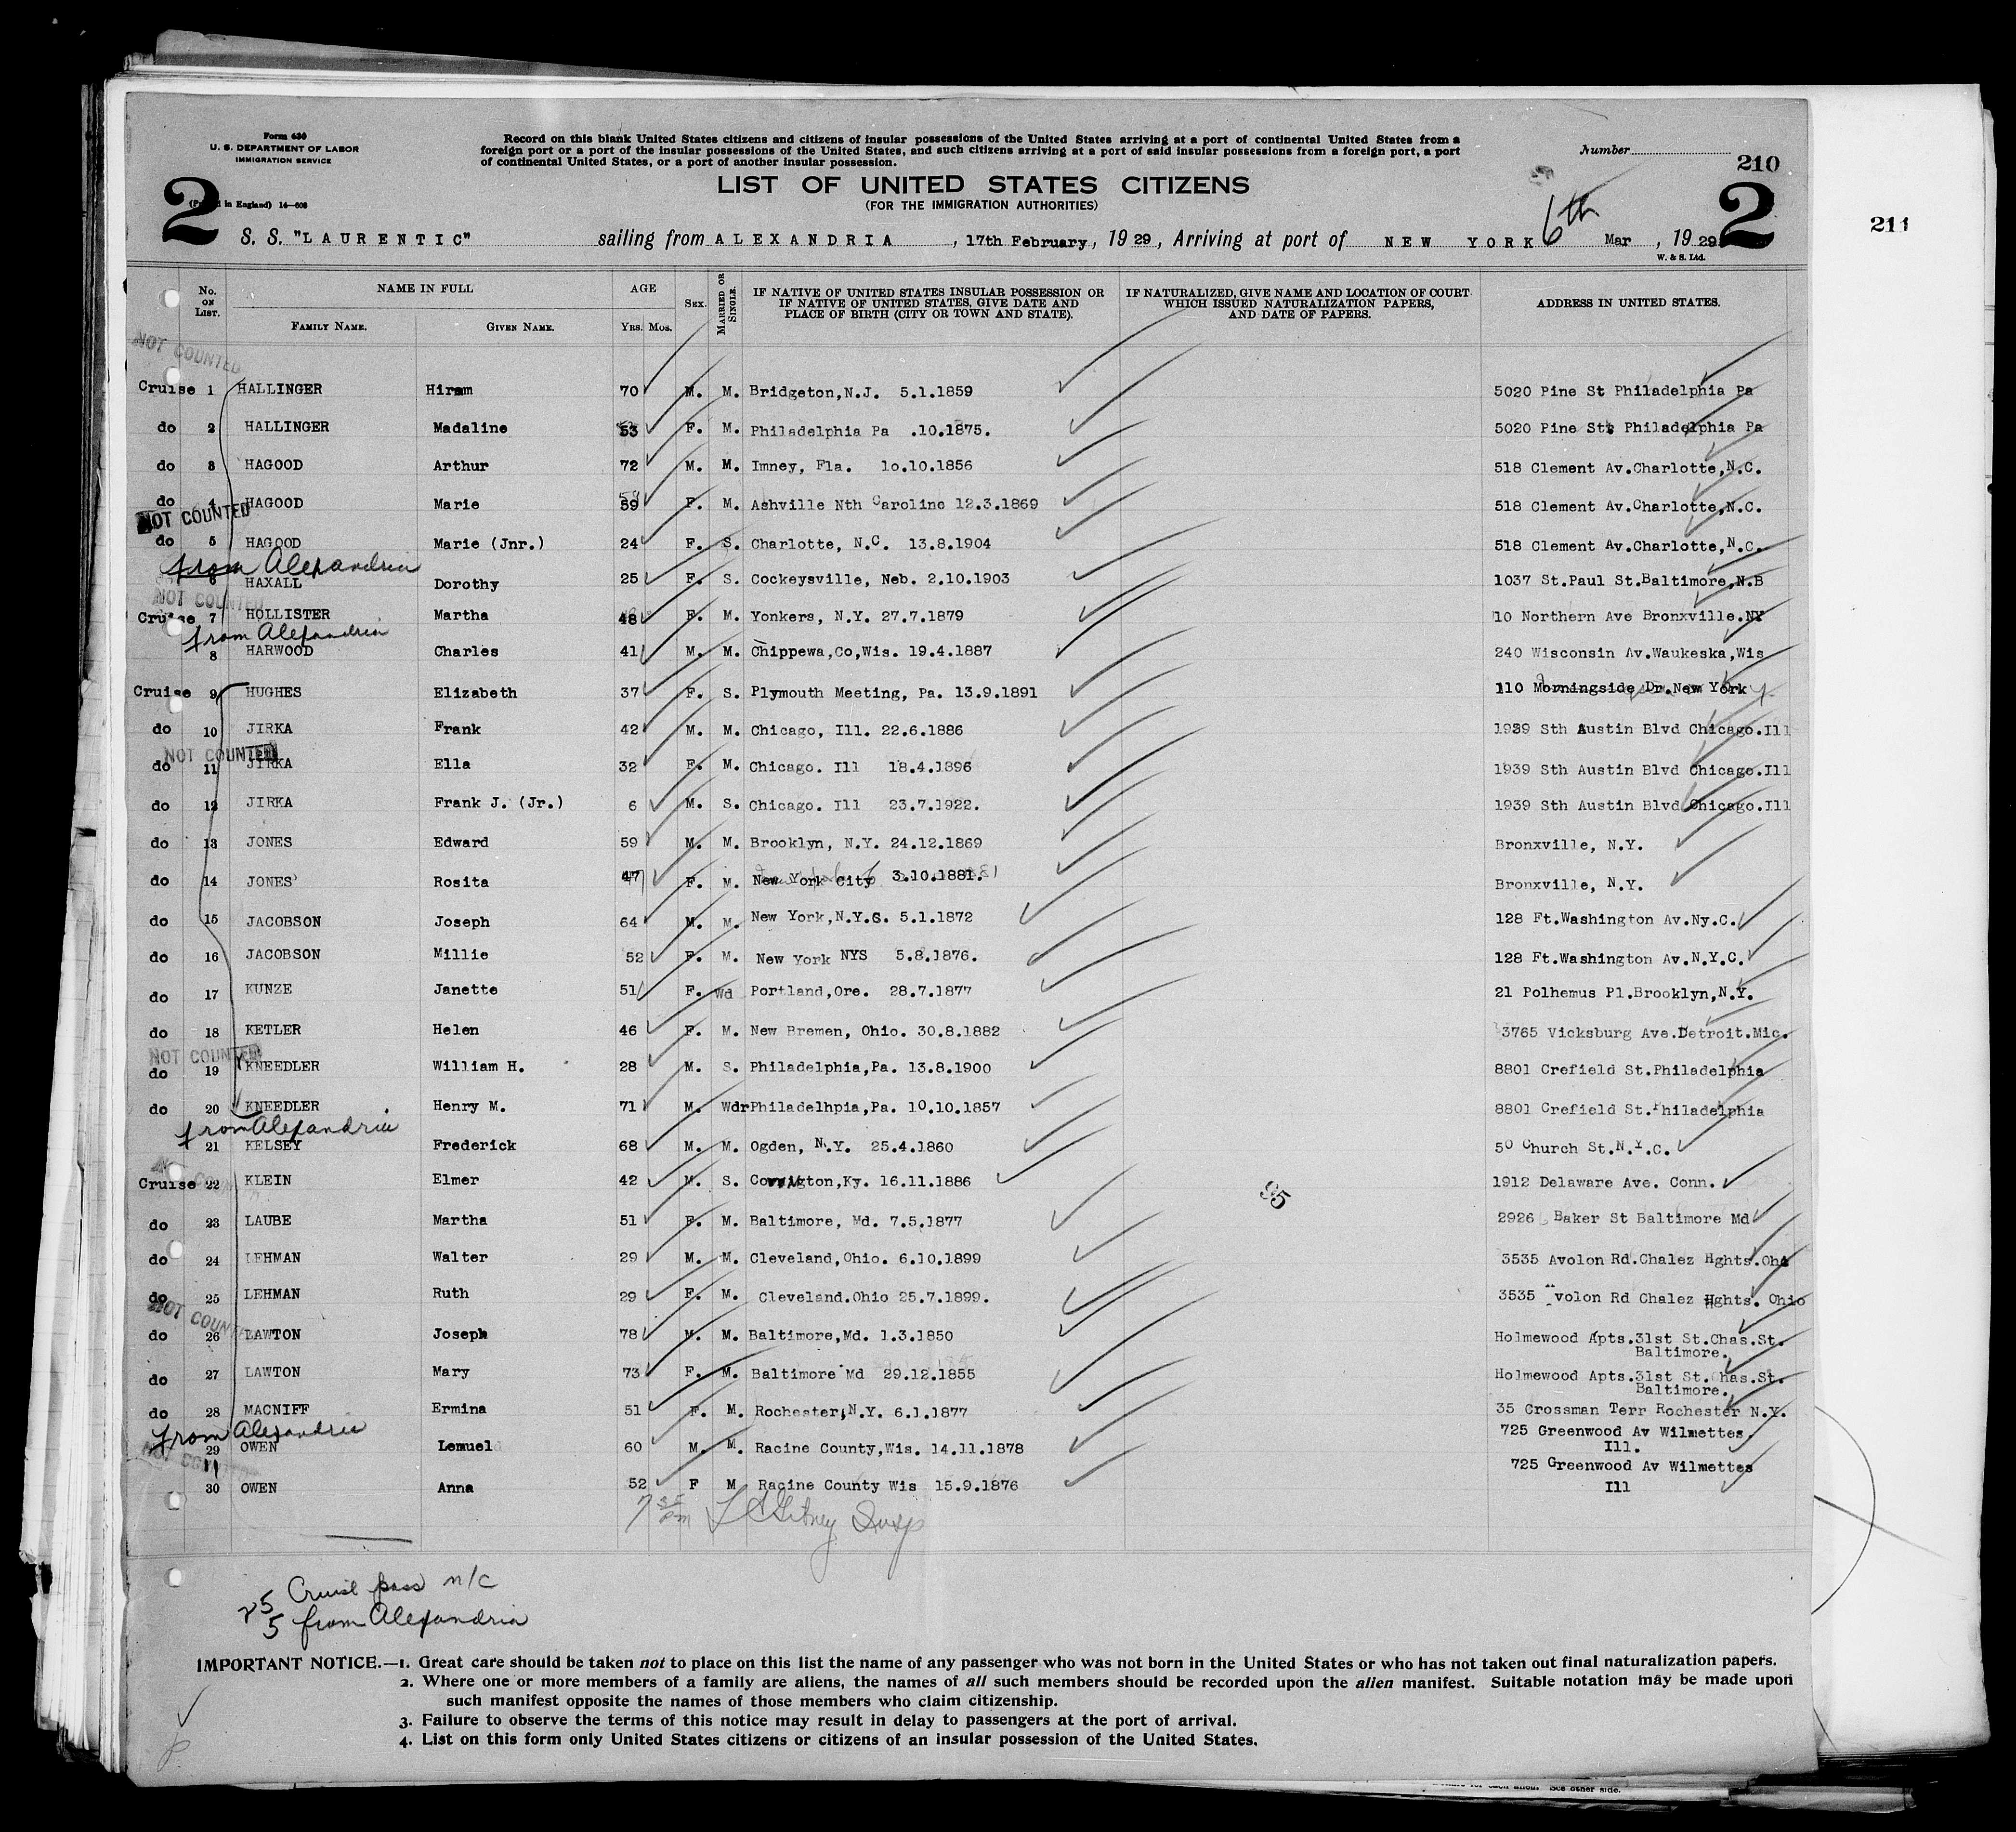 Form 630
U. S. DEPARTMENT OF LABOR
IMMIGRATION SERVICE
Record on this blank United States citizens and citizens of insular possessions of the United States arriving at a port of continental United States from a
foreign port or a port of the insular possessions of the United States, and such citizens arriving at a port of said insular possessions from a foreign port, a port
of continental United States, or a port of another insular possession.
Number
210
211
LIST OF UNITED STATES CITIZENS
(FOR THE IMMIGRATION AUTHORITIES)
2 in England) 14—608 2
S. S. "LAURENTIC" sailing from ALEXANDRIA, 17th February, 19 29, Arriving at port of NEW YORK 6th Mar, 19 29
W. & S. Ltd.
No. ON LIST. NAME IN FULL FAMILY NAME. GIVEN NAME. AGE YRS. MOS. SEX. MARRIED OR SINGLE. IF NATIVE OF UNITED STATES INSULAR POSSESSION OR IF NATIVE OF UNITED STATES, GIVE DATE AND PLACE OF BIRTH (CITY OR TOWN AND STATE). IF NATURALIZED, GIVE NAME AND LOCATION OF COURT WHICH ISSUED NATURALIZATION PAPERS, AND DATE OF PAPERS. ADDRESS IN UNITED STATES.
NOT COUNTED
Cruise 1 HALLINGER Hiram 70 M. M. Bridgeton,N.J. 5.1.1859 5020 Pine St Philadelphia Pa
do 2 HALLINGER Madaline 53 F. M. Philadelphia Pa .10.1875. 5020 Pine St Philadelphia Pa
do 3 HAGOOD Arthur 72 M. M. Imney, Fla. 10.10.1856 518 Clement Av.Charlotte,N.C.
do 4 HAGOOD Marie 59 F. M. Ashville Nth Caroline 12.3.1869 518 Clement Av.Charlotte,N.C.
NOT COUNTED
do 5 HAGOOD Marie (Jnr.) 24 F. S. Charlotte, N.C. 13.8.1904 518 Clement Av.Charlotte,N.C.
from Alexandria
6 HAXALL Dorothy 25 F. S. Cockeysville, Neb. 2.10.1903 1037 St.Paul St.Baltimore,N.B
NOT COUNTED
Cruise 7 HOLLISTER Martha 48 F. M. Yonkers, N.Y. 27.7.1879 10 Northern Ave Bronxville.NY
from Alexandria
8 HARWOOD Charles 41 M. M. Chippewa,Co,Wis. 19.4.1887 240 Wisconsin Av.Waukeska,Wis
Cruise 9 HUGHES Elizabeth 37 F. S. Plymouth Meeting, Pa. 13.9.1891 110 Morningside Dr.New York
do 10 JIRKA Frank 42 M. M. Chicago, Ill. 22.6.1886 1939 Sth Austin Blvd Chicago.Ill
NOT COUNTED
do 11 JIRKA Ella 32 F. M. Chicago. Ill 18.4.1896 1939 Sth Austin Blvd Chicago.Ill
do 12 JIRKA Frank J. (Jr.) 6 M. S. Chicago. Ill 23.7.1922. 1939 Sth Austin Blvd Chicago.Ill
do 13 JONES Edward 59 M. M. Brooklyn, N.Y. 24.12.1869 Bronxville, N.Y.
do 14 JONES Rosita 47 F. M. New York City 3.10.1881. Bronxville, N.Y.
do 15 JACOBSON Joseph 64 M. M. New York,N.Y.S. 5.1.1872 128 Ft.Washington Av.Ny.C.
do 16 JACOBSON Millie 52 F. M. New York NYS 5.8.1876. 128 Ft.Washington Av.N.Y.C.
do 17 KUNZE Janette 51 F. Wd Portland,Ore. 28.7.1877 21 Polhemus Pl.Brooklyn,N.Y.
do 18 KETLER Helen 46 F. M. New Bremen, Ohio. 30.8.1882 3765 Vicksburg Ave.Detroit.Mic.
NOT COUNTED
do 19 KNEEDLER William H. 28 M. S. Philadelphia,Pa. 13.8.1900 8801 Crefield St.Philadelphia
do 20 KNEEDLER Henry M. 71 M. Wdr Philadelhpia,Pa. 10.10.1857 8801 Crefield St.Philadelphia
from Alexandria
21 KELSEY Frederick 68 M. M. Ogden, N.Y. 25.4.1860 50 Church St.N.Y.C.
Cruise 22 KLEIN Elmer 42 M. S. Covington,Ky. 16.11.1886 1912 Delaware Ave. Conn.
95
do 23 LAUBE Martha 51 F. M. Baltimore, Md. 7.5.1877 2926 Baker St Baltimore Md
do 24 LEHMAN Walter 29 M. M. Cleveland,Ohio. 6.10.1899 3535 Avolon Rd.Chalez Hghts.Oho
do 25 LEHMAN Ruth 29 F. M. Cleveland.Ohio 25.7.1899. 3535 Avolon Rd Chalez Hghts. Ohio
NOT COUNTED
do 26 LAWTON Joseph 78 M. M. Baltimore,Md. 1.3.1850 Holmewood Apts.31st St.Chas.St.
Baltimore.
do 27 LAWTON Mary 73 F. M. Baltimore Md 29.12.1855 Holmewood Apts.31st St.Chas.St.
Baltimore.
do 28 MACNIFF Ermina 51 F. M. Rochester,N.Y. 6.1.1877 35 Crossman Terr Rochester N.Y.
from Alexandria
29 OWEN Lemuel 60 M. M. Racine County,Wis. 14.11.1878 725 Greenwood Av Wilmettes.
Ill.
30 OWEN Anna 52 F M Racine County Wis 15.9.1876 725 Greenwood Av Wilmettes
Ill
25 Cruise pass n/c
5 from Alexandria
IMPORTANT NOTICE.—1. Great care should be taken not to place on this list the name of any passenger who was not born in the United States or who has not taken out final naturalization papers.
2. Where one or more members of a family are aliens, the names of all such members should be recorded upon the alien manifest. Suitable notation may be made upon
such manifest opposite the names of those members who claim citizenship.
3. Failure to observe the terms of this notice may result in delay to passengers at the port of arrival.
4. List on this form only United States citizens or citizens of an insular possession of the United States.
See other side.